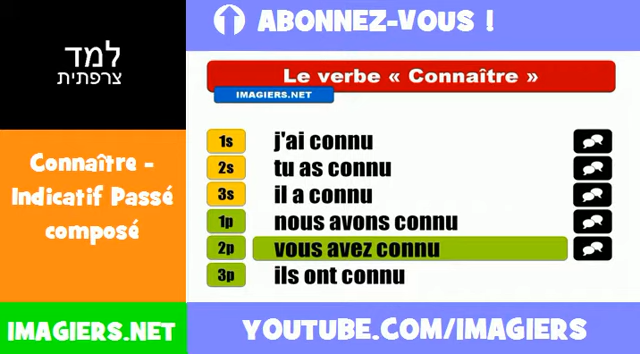 למד
צרפתית
Connaître -
Indicatif Passé
composé
IMAGIERS.NET
ABONNEZ-VOUS !
Le verbe « Connaître »
IMAGIERS.NET
1s j'ai connu
2s tu as connu
3s il a connu
1p nous avons connu
2p vous avez connu
3p ils ont connu
YOUTUBE.COM/IMAGIERS